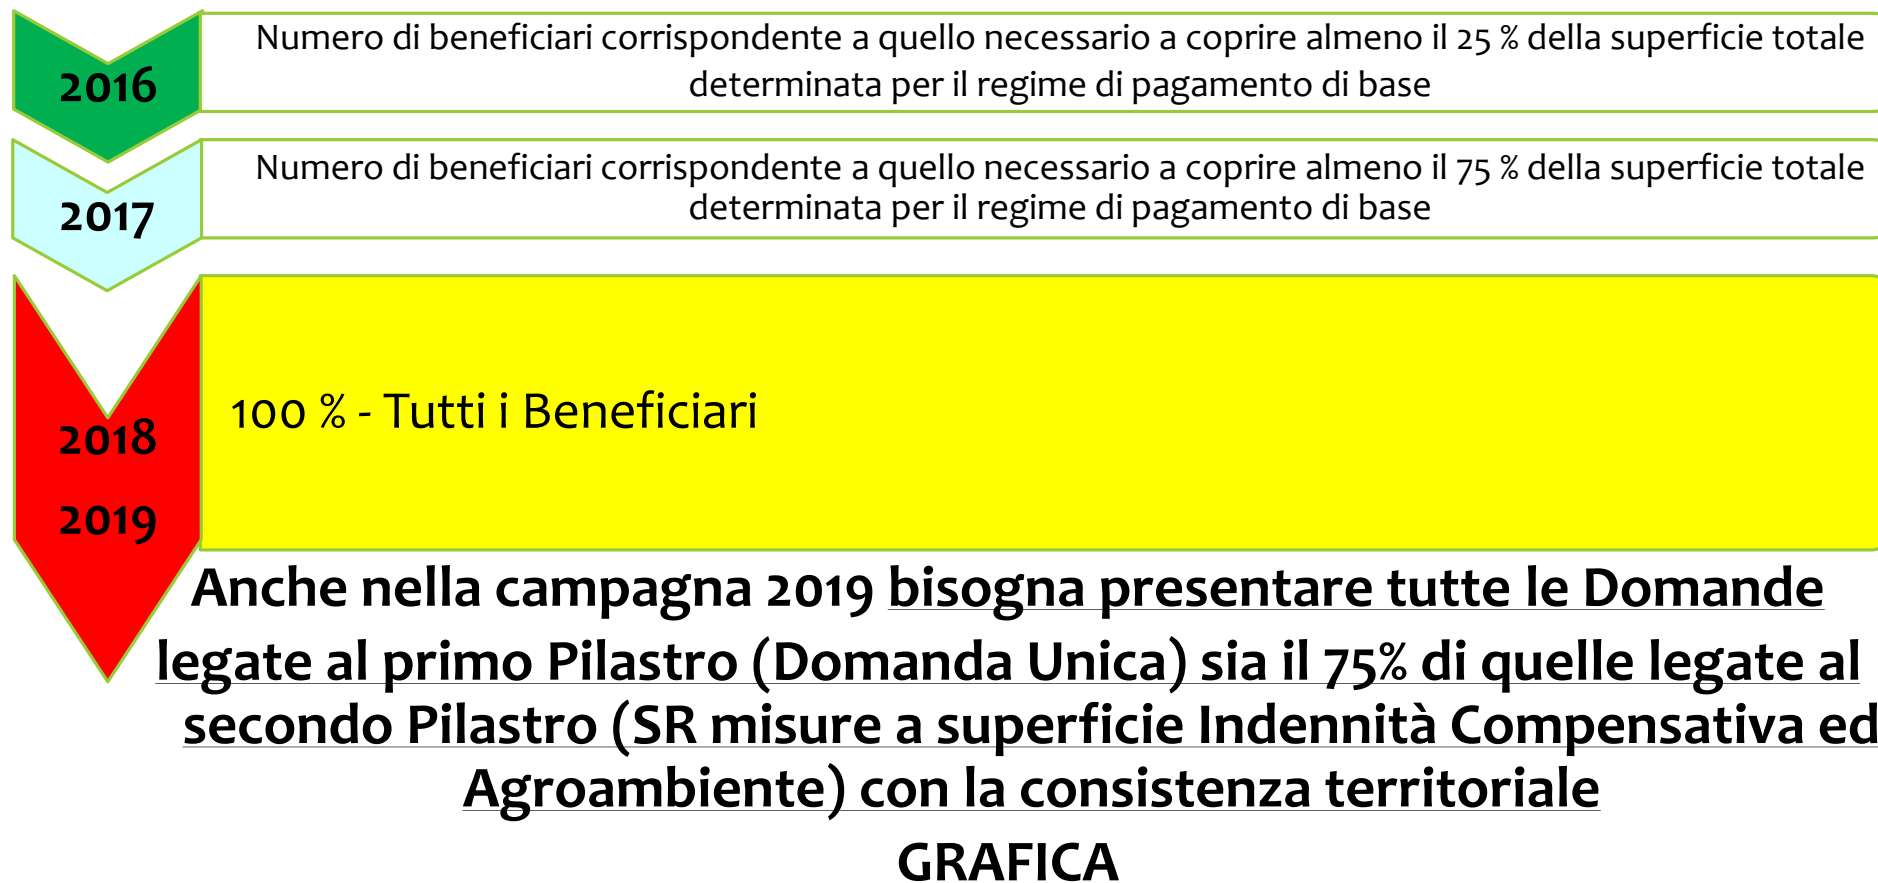 2016
Numero di beneficiari corrispondente a quello necessario a coprire almeno il 25 % della superficie totale
determinata per il regime di pagamento di base
2017
Numero di beneficiari corrispondente a quello necessario a coprire almeno il 75 % della superficie totale
determinata per il regime di pagamento di base
2018
2019
100 % - Tutti i Beneficiari
Anche nella campagna 2019 bisogna presentare tutte le Domande
legate al primo Pilastro (Domanda Unica) sia il 75% di quelle legate al
secondo Pilastro (SR misure a superficie Indennità Compensativa ed
Agroambiente) con la consistenza territoriale
GRAFICA